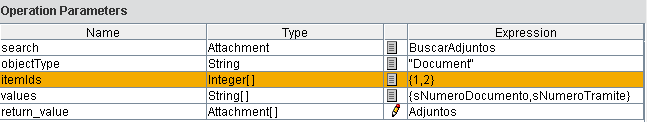 Operation Parameters
Name Type Expression
search Attachment BuscarAdjuntos
objectType String "Document"
itemIds Integer[] {1,2}
values String[] {sNumeroDocumento,sNumeroTramite}
return_value Attachment[] Adjuntos